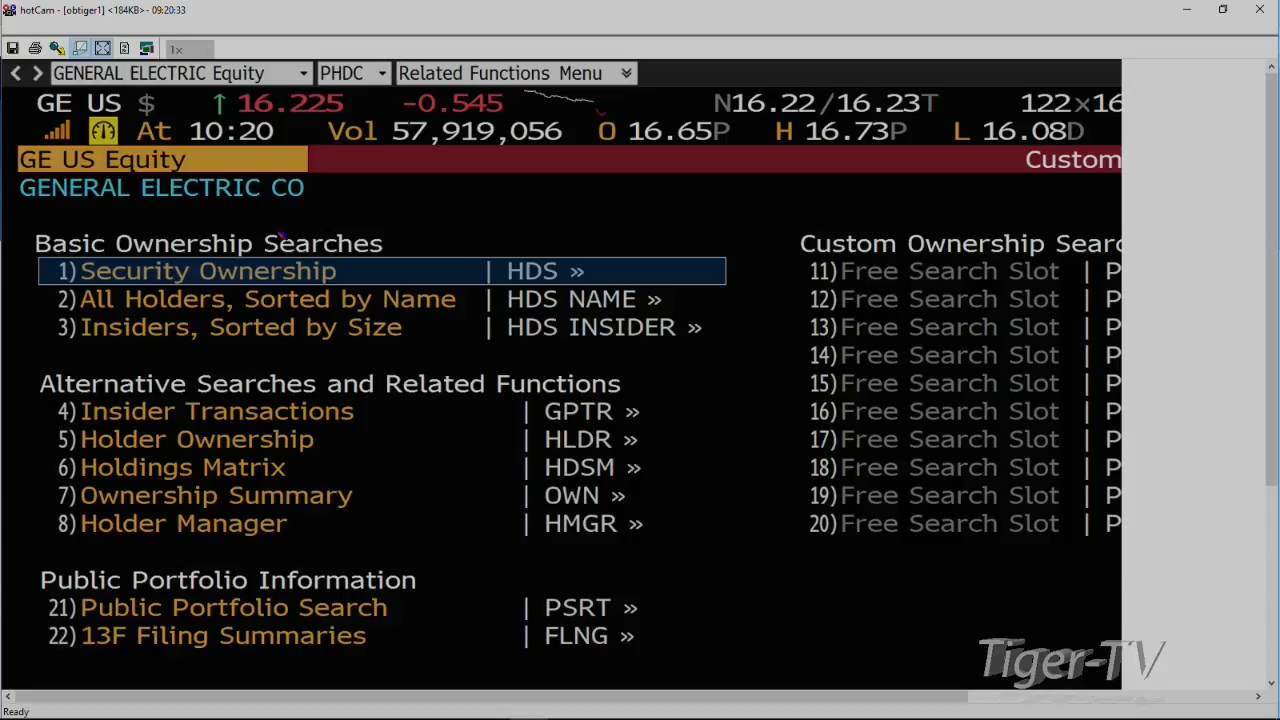 hotCam - [obtiger1] <184KB> - 09:20:33
1x
GENERAL ELECTRIC Equity PHDC Related Functions Menu
GE US $ ↑ 16.225 -0.545 N16.22/16.23T 122x16
At 10:20 Vol 57,919,056 O 16.65P H 16.73P L 16.08D
GE US Equity Custom
GENERAL ELECTRIC CO
Basic Ownership Searches Custom Ownership Searc
1) Security Ownership | HDS » 11) Free Search Slot | P
2) All Holders, Sorted by Name | HDS NAME » 12) Free Search Slot | P
3) Insiders, Sorted by Size | HDS INSIDER » 13) Free Search Slot | P
14) Free Search Slot | P
Alternative Searches and Related Functions 15) Free Search Slot | P
4) Insider Transactions | GPTR » 16) Free Search Slot | P
5) Holder Ownership | HLDR » 17) Free Search Slot | P
6) Holdings Matrix | HDSM » 18) Free Search Slot | P
7) Ownership Summary | OWN » 19) Free Search Slot | P
8) Holder Manager | HMGR » 20) Free Search Slot | P
Public Portfolio Information
21) Public Portfolio Search | PSRT »
22) 13F Filing Summaries | FLNG »
Tiger-TV
Ready